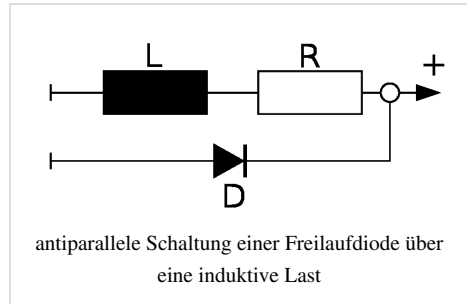 L R +
D
antiparallele Schaltung einer Freilaufdiode über
eine induktive Last